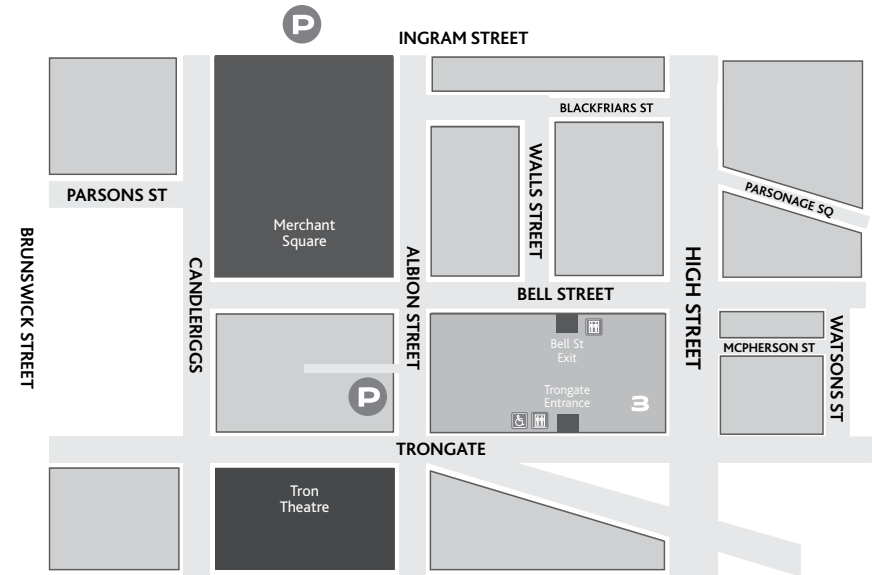 P
INGRAM STREET
BLACKFRIARS ST
WALLS STREET
PARSONS ST
PARSONAGE SQ
Merchant
Square
BRUNSWICK STREET
CANDLERIGGS
ALBION STREET
HIGH STREET
BELL STREET
Bell St
Exit
MCPHERSON ST
WATSONS ST
P
Trongate
Entrance
3
TRONGATE
Tron
Theatre